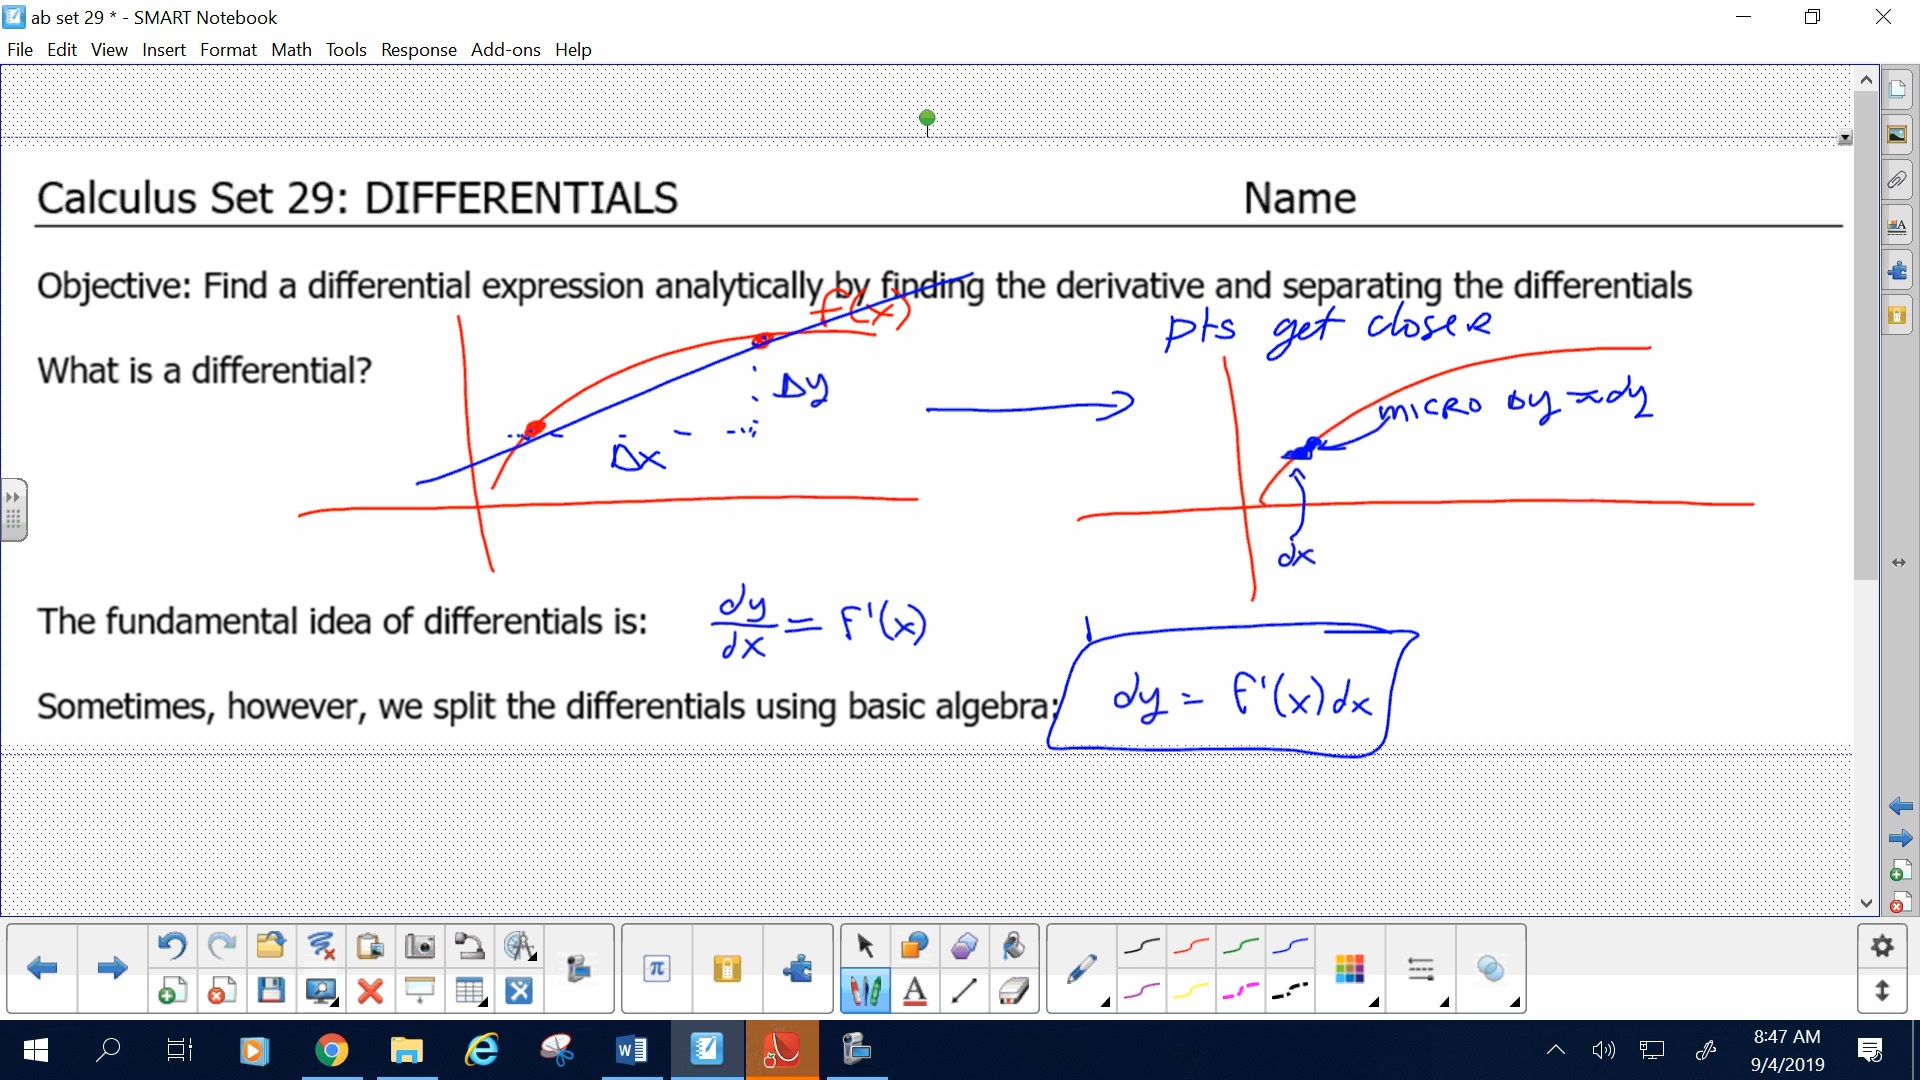 ab set 29 * - SMART Notebook
File Edit View Insert Format Math Tools Response Add-ons Help
Calculus Set 29: DIFFERENTIALS Name
Objective: Find a differential expression analytically by finding the derivative and separating the differentials
f(x)
pts get closer
What is a differential?
Δy
micro Δy = dy
Δx
dx
The fundamental idea of differentials is: dy/dx = f'(x)
Sometimes, however, we split the differentials using basic algebra: dy = f'(x)dx
8:47 AM
9/4/2019